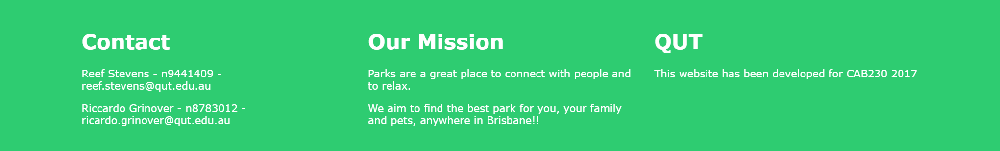 Contact
Reef Stevens - n9441409 -
reef.stevens@qut.edu.au
Riccardo Grinover - n8783012 -
ricardo.grinover@qut.edu.au
Our Mission
Parks are a great place to connect with people and
to relax.
We aim to find the best park for you, your family
and pets, anywhere in Brisbane!!
QUT
This website has been developed for CAB230 2017